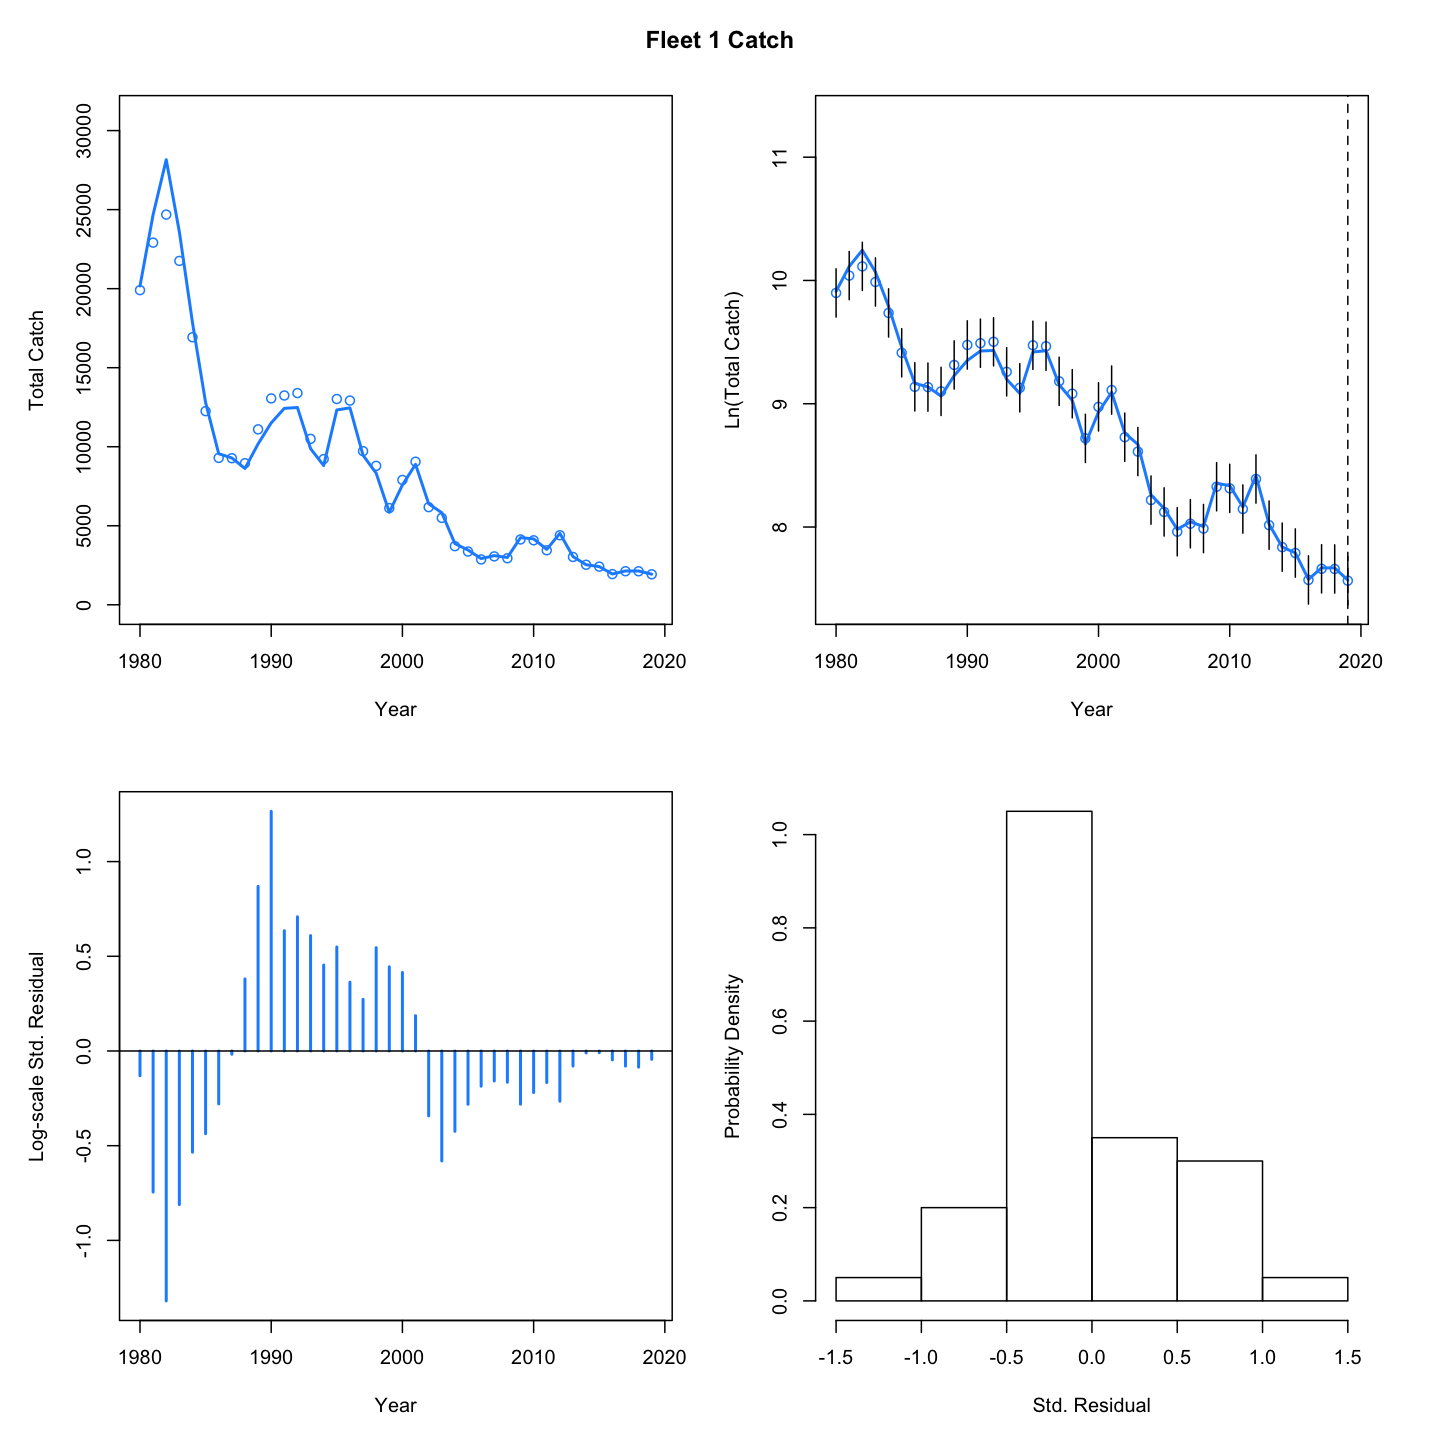 Fleet 1 Catch
Total Catch
30000
25000
20000
15000
10000
5000
0
1980 1990 2000 2010 2020
Year
Ln(Total Catch)
11
10
9
8
1980 1990 2000 2010 2020
Year
Log-scale Std. Residual
1.0
0.5
0.0
-0.5
-1.0
1980 1990 2000 2010 2020
Year
Probability Density
1.0
0.8
0.6
0.4
0.2
0.0
-1.5 -1.0 -0.5 0.0 0.5 1.0 1.5
Std. Residual